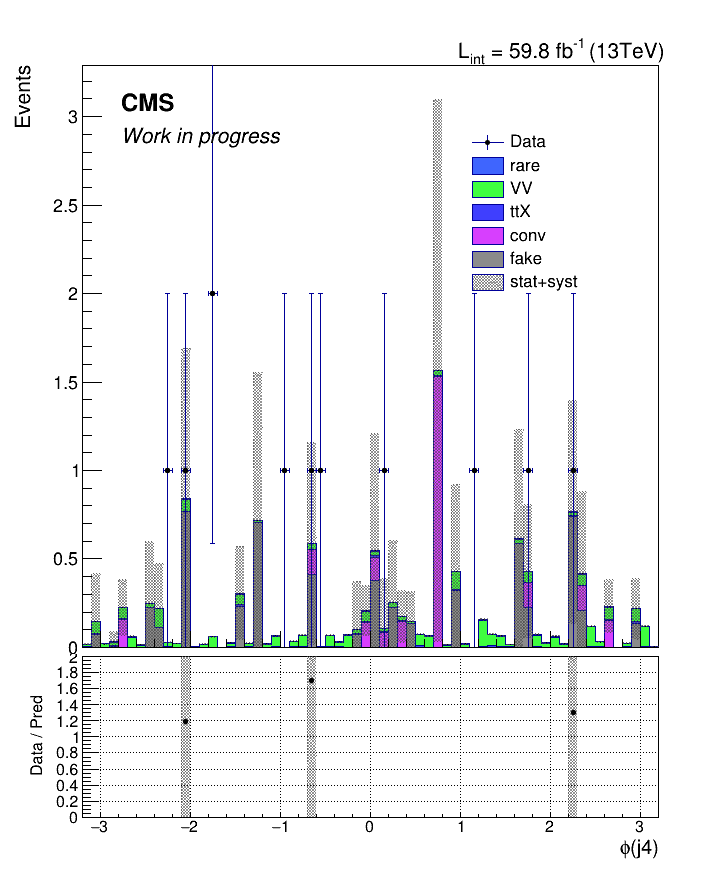 L_int = 59.8 fb^-1 (13TeV)
Events
CMS
Work in progress
Data
rare
VV
ttX
conv
fake
stat+syst
3
2.5
2
1.5
1
0.5
0
2
1.8
1.6
1.4
1.2
1
0.8
0.6
0.4
0.2
0
Data / Pred
−3 −2 −1 0 1 2 3
ϕ(j4)